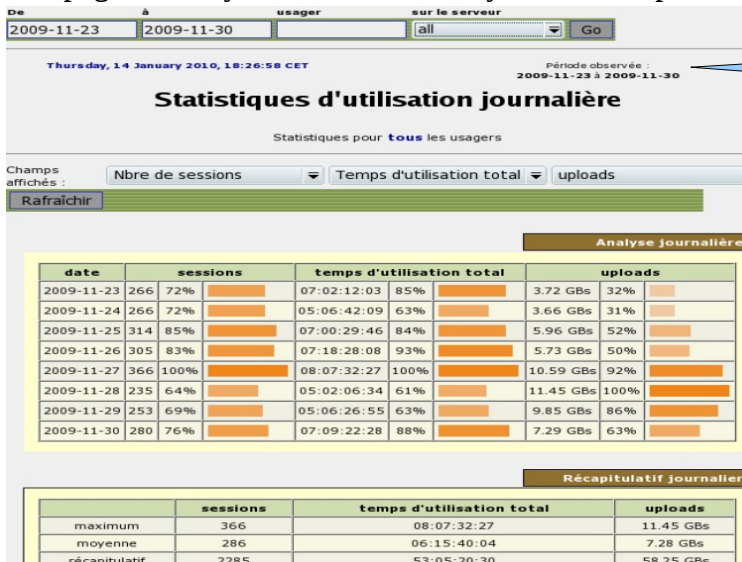 De à usager sur le serveur
2009-11-23 2009-11-30 all Go
Thursday, 14 January 2010, 18:26:58 CET
Période observée :
2009-11-23 à 2009-11-30
Statistiques d'utilisation journalière
Statistiques pour tous les usagers
Champs affichés : Nbre de sessions Temps d'utilisation total uploads
Rafraîchir
Analyse journalière
date sessions temps d'utilisation total uploads
2009-11-23 266 72% 07:02:12:03 85% 3.72 GBs 32%
2009-11-24 266 72% 05:06:42:09 63% 3.66 GBs 31%
2009-11-25 314 85% 07:00:29:46 84% 5.96 GBs 52%
2009-11-26 305 83% 07:18:28:08 93% 5.73 GBs 50%
2009-11-27 366 100% 08:07:32:27 100% 10.59 GBs 92%
2009-11-28 235 64% 05:02:06:34 61% 11.45 GBs 100%
2009-11-29 253 69% 05:06:26:55 63% 9.85 GBs 86%
2009-11-30 280 76% 07:09:22:28 88% 7.29 GBs 63%
Récapitulatif journalier
sessions temps d'utilisation total uploads
maximum 366 08:07:32:27 11.45 GBs
moyenne 286 06:15:40:04 7.28 GBs
récapitulatif 2285 53:05:20:30 58.25 GBs